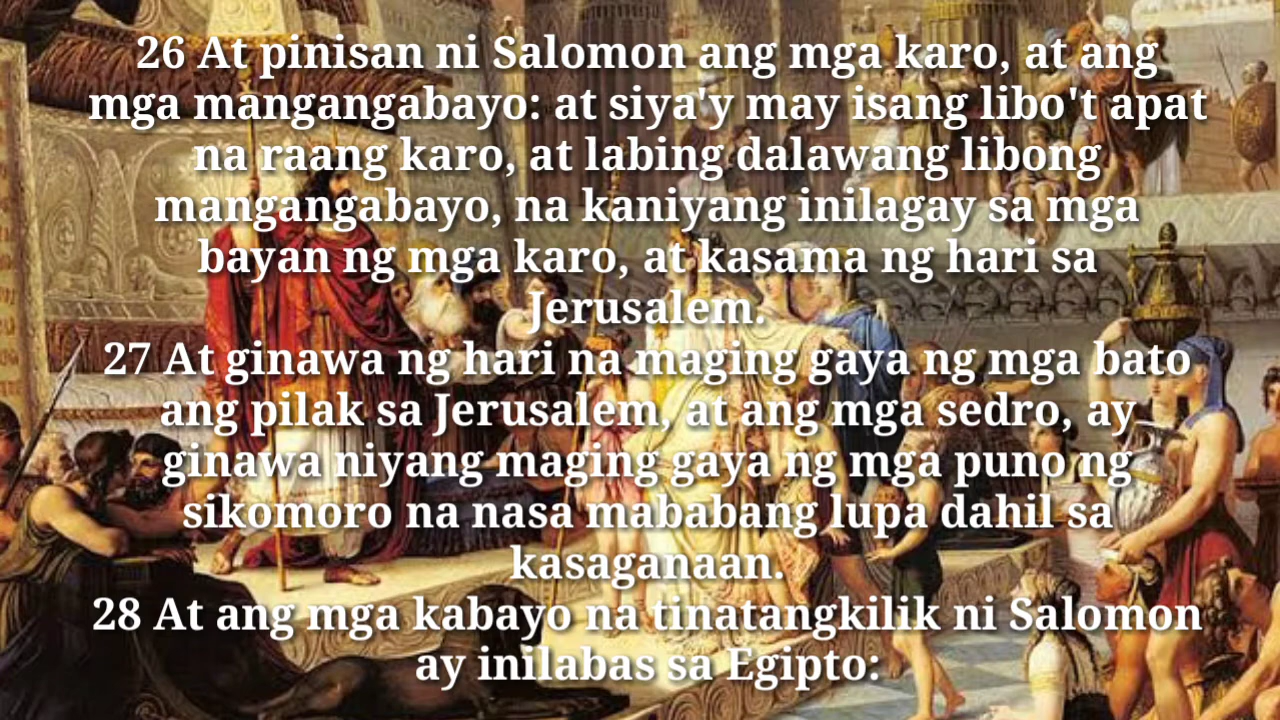 26 At pinisan ni Salomon ang mga karo, at ang
mga mangangabayo: at siya'y may isang libo't apat
na raang karo, at labing dalawang libong
mangangabayo, na kaniyang inilagay sa mga
bayan ng mga karo, at kasama ng hari sa
Jerusalem.
27 At ginawa ng hari na maging gaya ng mga bato
ang pilak sa Jerusalem, at ang mga sedro, ay
ginawa niyang maging gaya ng mga puno ng
sikomoro na nasa mababang lupa dahil sa
kasaganaan.
28 At ang mga kabayo na tinatangkilik ni Salomon
ay inilabas sa Egipto: